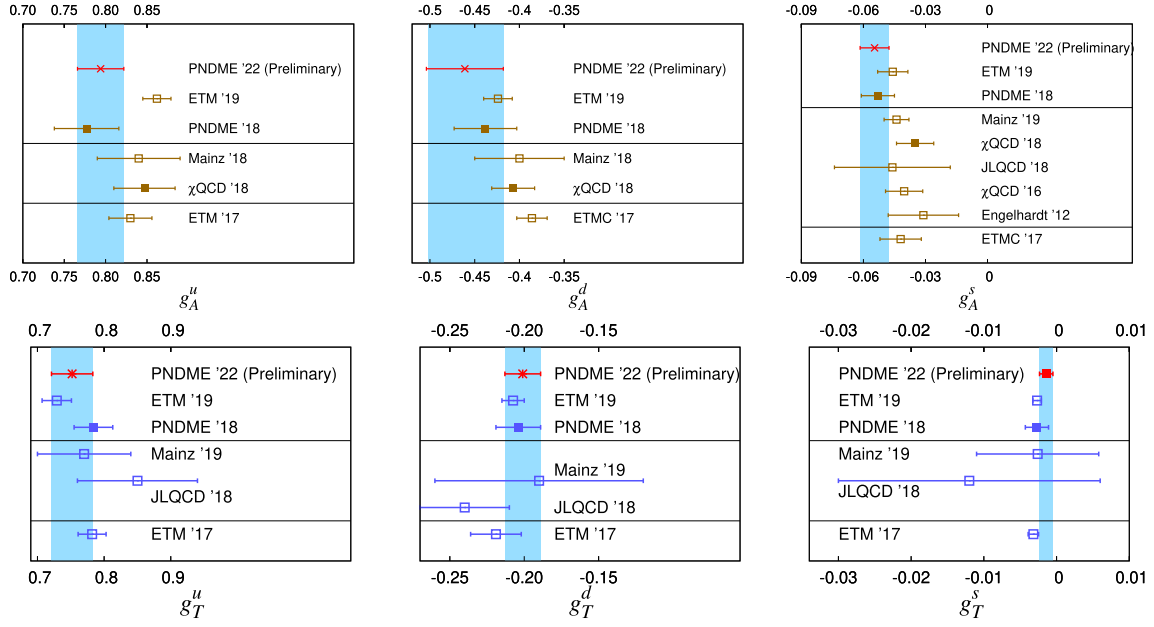 0.70 0.75 0.80 0.85
PNDME '22 (Preliminary)
ETM '19
PNDME '18
Mainz '18
χQCD '18
ETM '17
0.70 0.75 0.80 0.85
g_A^u
-0.5 -0.45 -0.4 -0.35
PNDME '22 (Preliminary)
ETM '19
PNDME '18
Mainz '18
χQCD '18
ETMC '17
-0.5 -0.45 -0.4 -0.35
g_A^d
-0.09 -0.06 -0.03 0
PNDME '22 (Preliminary)
ETM '19
PNDME '18
Mainz '19
χQCD '18
JLQCD '18
χQCD '16
Engelhardt '12
ETMC '17
-0.09 -0.06 -0.03 0
g_A^s
0.7 0.8 0.9
PNDME '22 (Preliminary)
ETM '19
PNDME '18
Mainz '19
JLQCD '18
ETM '17
0.7 0.8 0.9
g_T^u
-0.25 -0.20 -0.15
PNDME '22 (Preliminary)
ETM '19
PNDME '18
Mainz '19
JLQCD '18
ETM '17
-0.25 -0.20 -0.15
g_T^d
-0.03 -0.02 -0.01 0 0.01
PNDME '22 (Preliminary)
ETM '19
PNDME '18
Mainz '19
JLQCD '18
ETM '17
-0.03 -0.02 -0.01 0 0.01
g_T^s